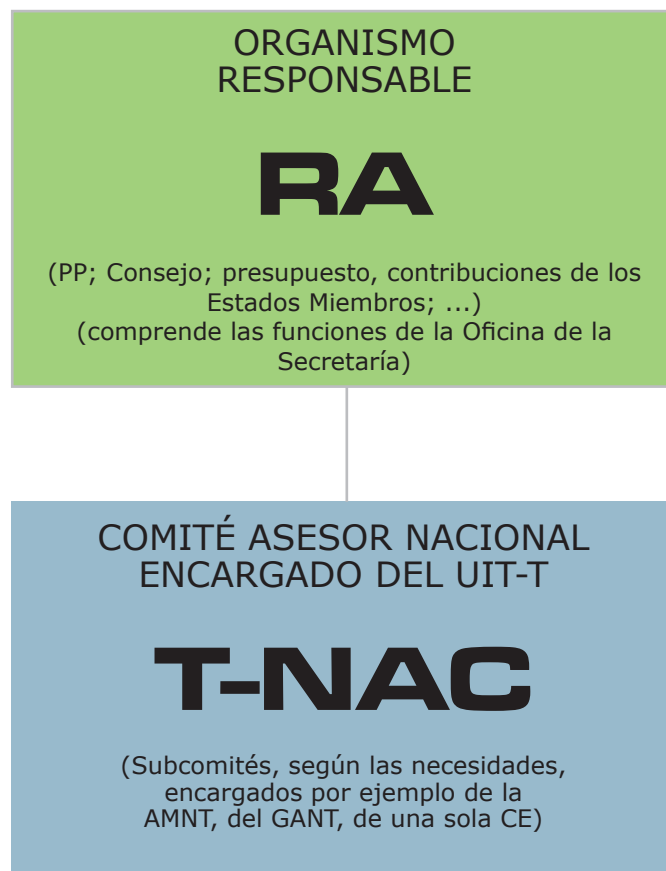 ORGANISMO
RESPONSABLE
RA
(PP; Consejo; presupuesto, contribuciones de los
Estados Miembros; ...)
(comprende las funciones de la Oficina de la
Secretaría)
COMITÉ ASESOR NACIONAL
ENCARGADO DEL UIT-T
T-NAC
(Subcomités, según las necesidades,
encargados por ejemplo de la
AMNT, del GANT, de una sola CE)